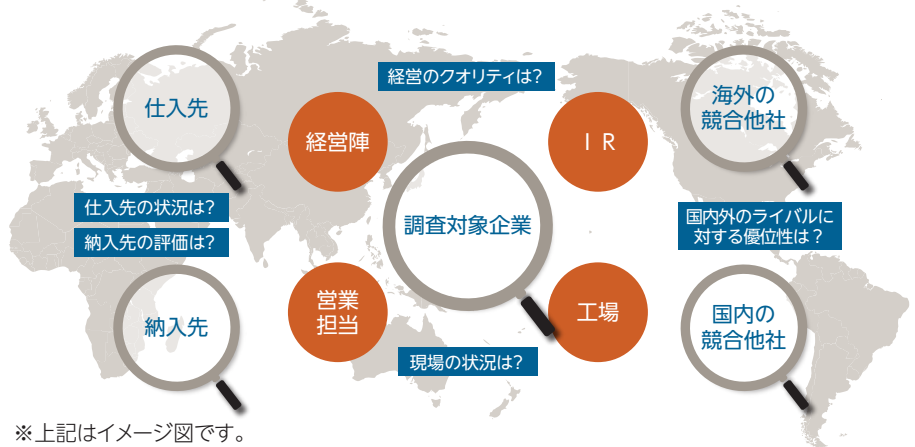 経営のクオリティは?
仕入先
経営陣
I R
海外の
競合他社
調査対象企業
仕入先の状況は?
納入先の評価は?
国内外のライバルに
対する優位性は?
納入先
営業
担当
工場
国内の
競合他社
現場の状況は?
※上記はイメージ図です。